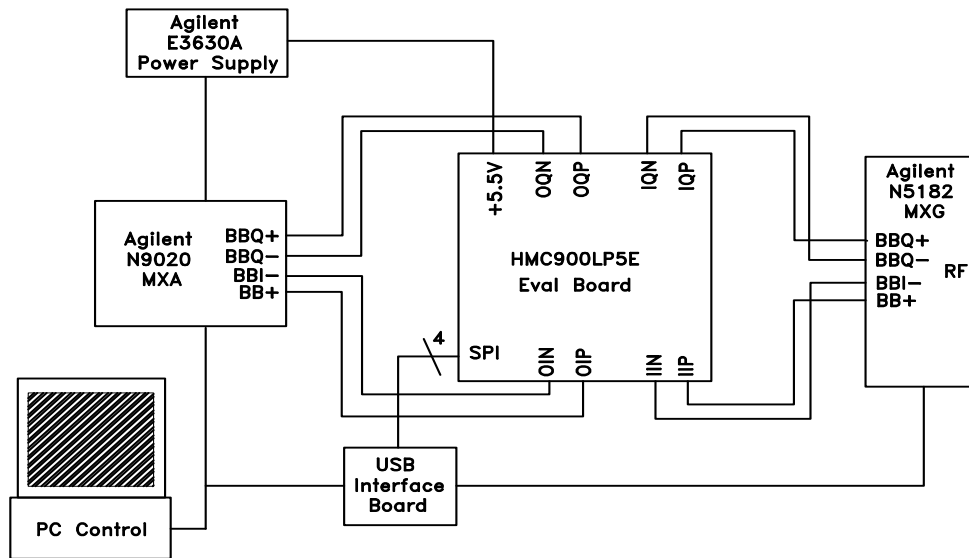 Agilent
E3630A
Power Supply
+5.5V
OQN
OQP
IQN
IQP
Agilent
N5182
MXG
BBQ+
BBQ-
BBI-
BB+
RF
Agilent
N9020
MXA
BBQ+
BBQ-
BBI-
BB+
HMC900LP5E
Eval Board
4
SPI
OIN
OIP
IIN
IIP
USB
Interface
Board
PC Control